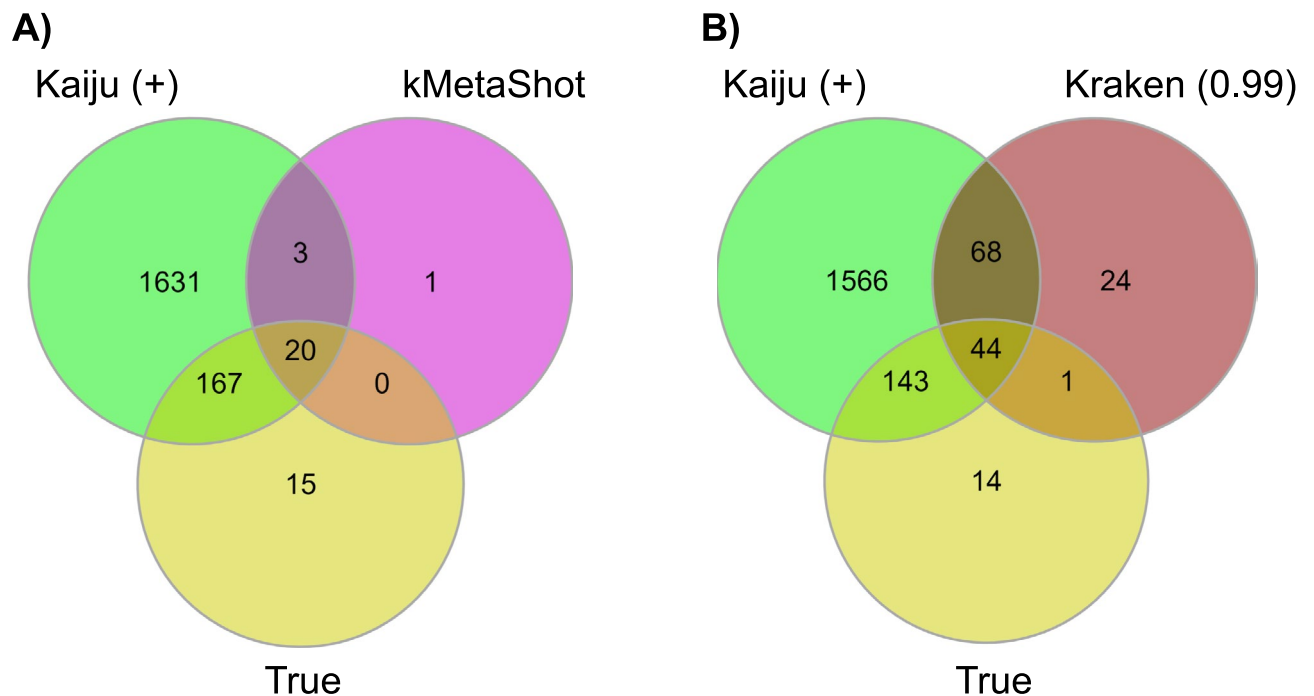 A)
B)
Kaiju (+)
kMetaShot
Kaiju (+)
Kraken (0.99)
3
1631
1
20
167
0
15
True
68
1566
24
44
143
1
14
True